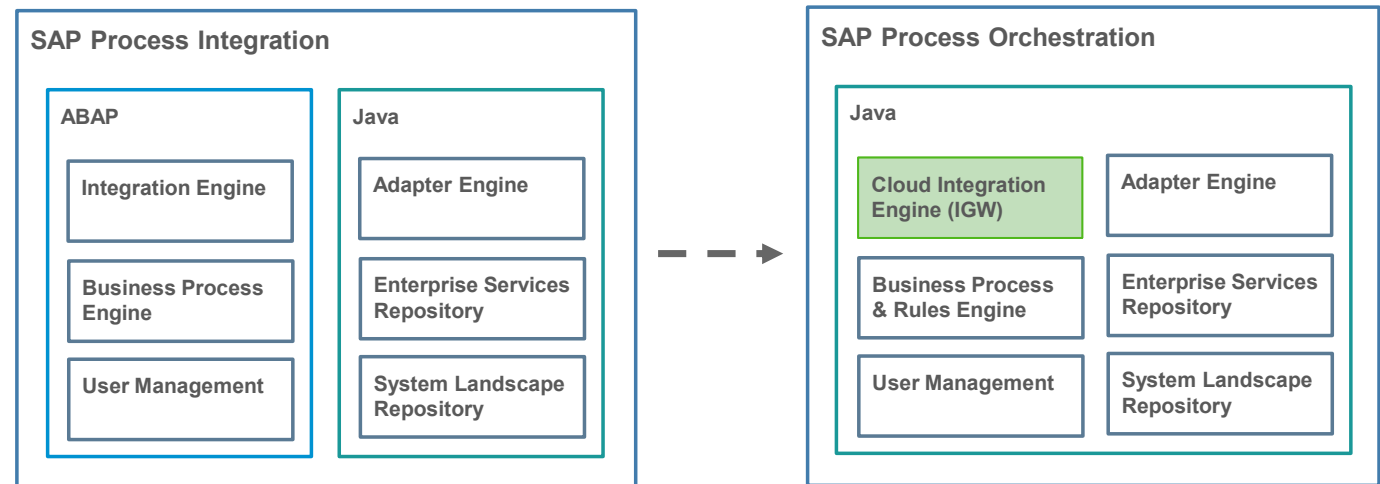 SAP Process Integration
ABAP
Integration Engine
Business Process
Engine
User Management
Java
Adapter Engine
Enterprise Services
Repository
System Landscape
Repository
SAP Process Orchestration
Java
Cloud Integration
Engine (IGW)
Adapter Engine
Business Process
& Rules Engine
Enterprise Services
Repository
User Management
System Landscape
Repository